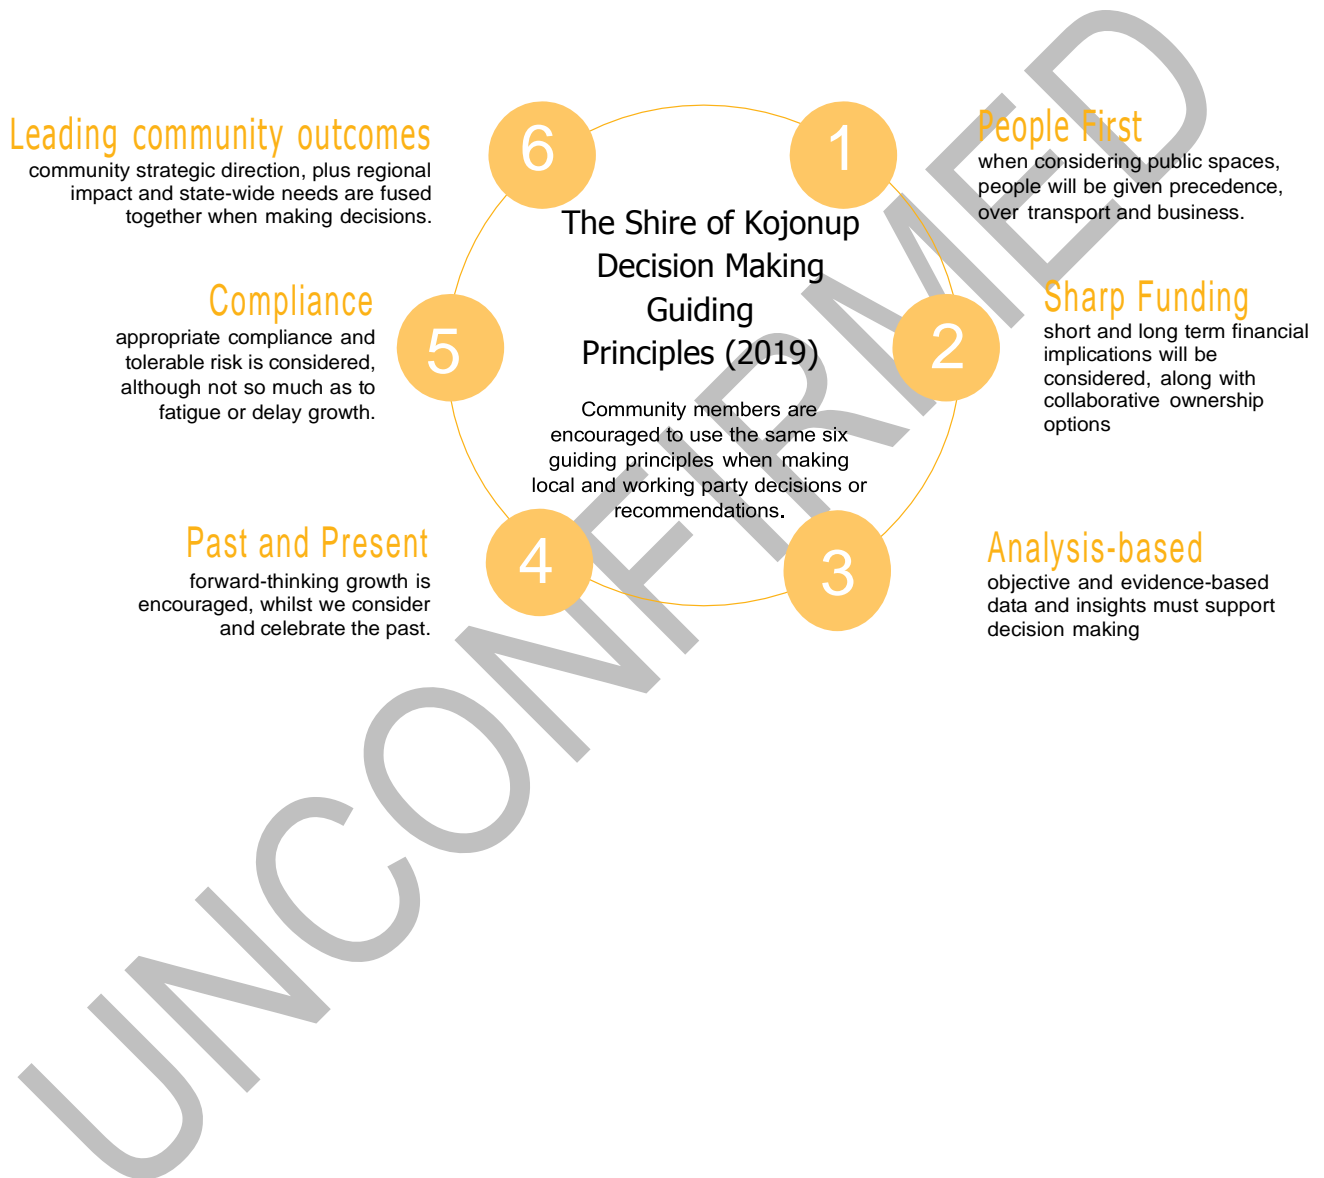 The Shire of Kojonup
Decision Making
Guiding
Principles (2019)
Community members are
encouraged to use the same six
guiding principles when making
local and working party decisions or
recommendations.
1
People First
when considering public spaces,
people will be given precedence,
over transport and business.
2
Sharp Funding
short and long term financial
implications will be
considered, along with
collaborative ownership
options
3
Analysis-based
objective and evidence-based
data and insights must support
decision making
4
Past and Present
forward-thinking growth is
encouraged, whilst we consider
and celebrate the past.
5
Compliance
appropriate compliance and
tolerable risk is considered,
although not so much as to
fatigue or delay growth.
6
Leading community outcomes
community strategic direction, plus regional
impact and state-wide needs are fused
together when making decisions.
UNCONFIRMED